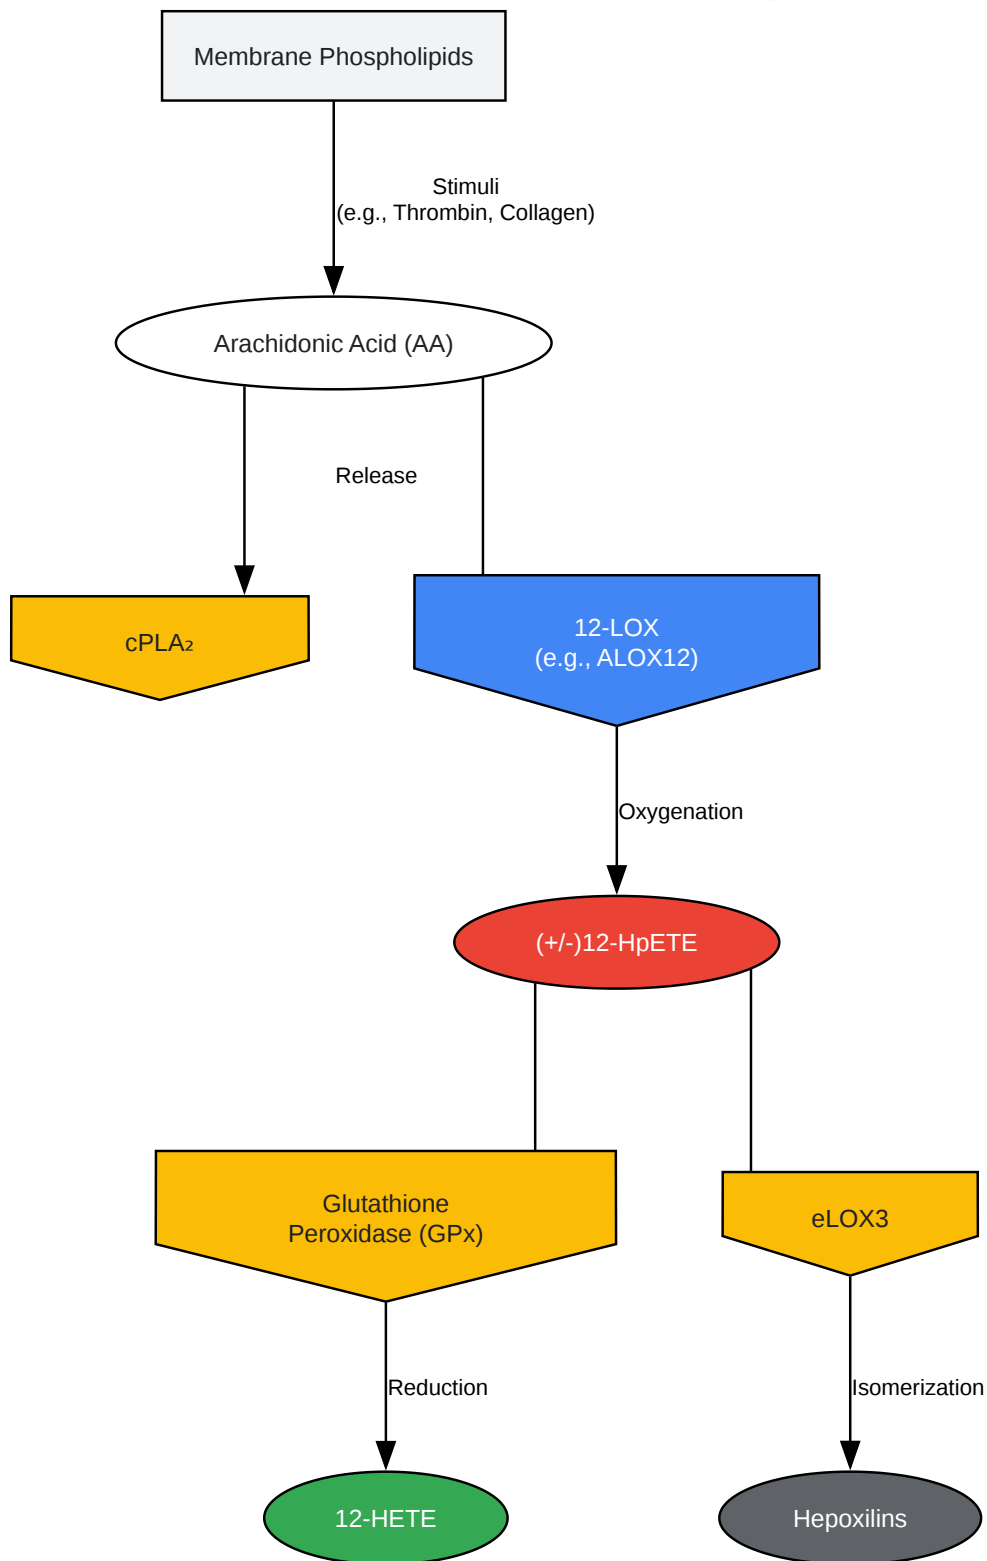 Membrane Phospholipids
Stimuli
(e.g., Thrombin, Collagen)
Arachidonic Acid (AA)
Release
cPLA₂
12-LOX
(e.g., ALOX12)
Oxygenation
(+/-)12-HpETE
Glutathione
Peroxidase (GPx)
eLOX3
Reduction
Isomerization
12-HETE
Hepoxilins